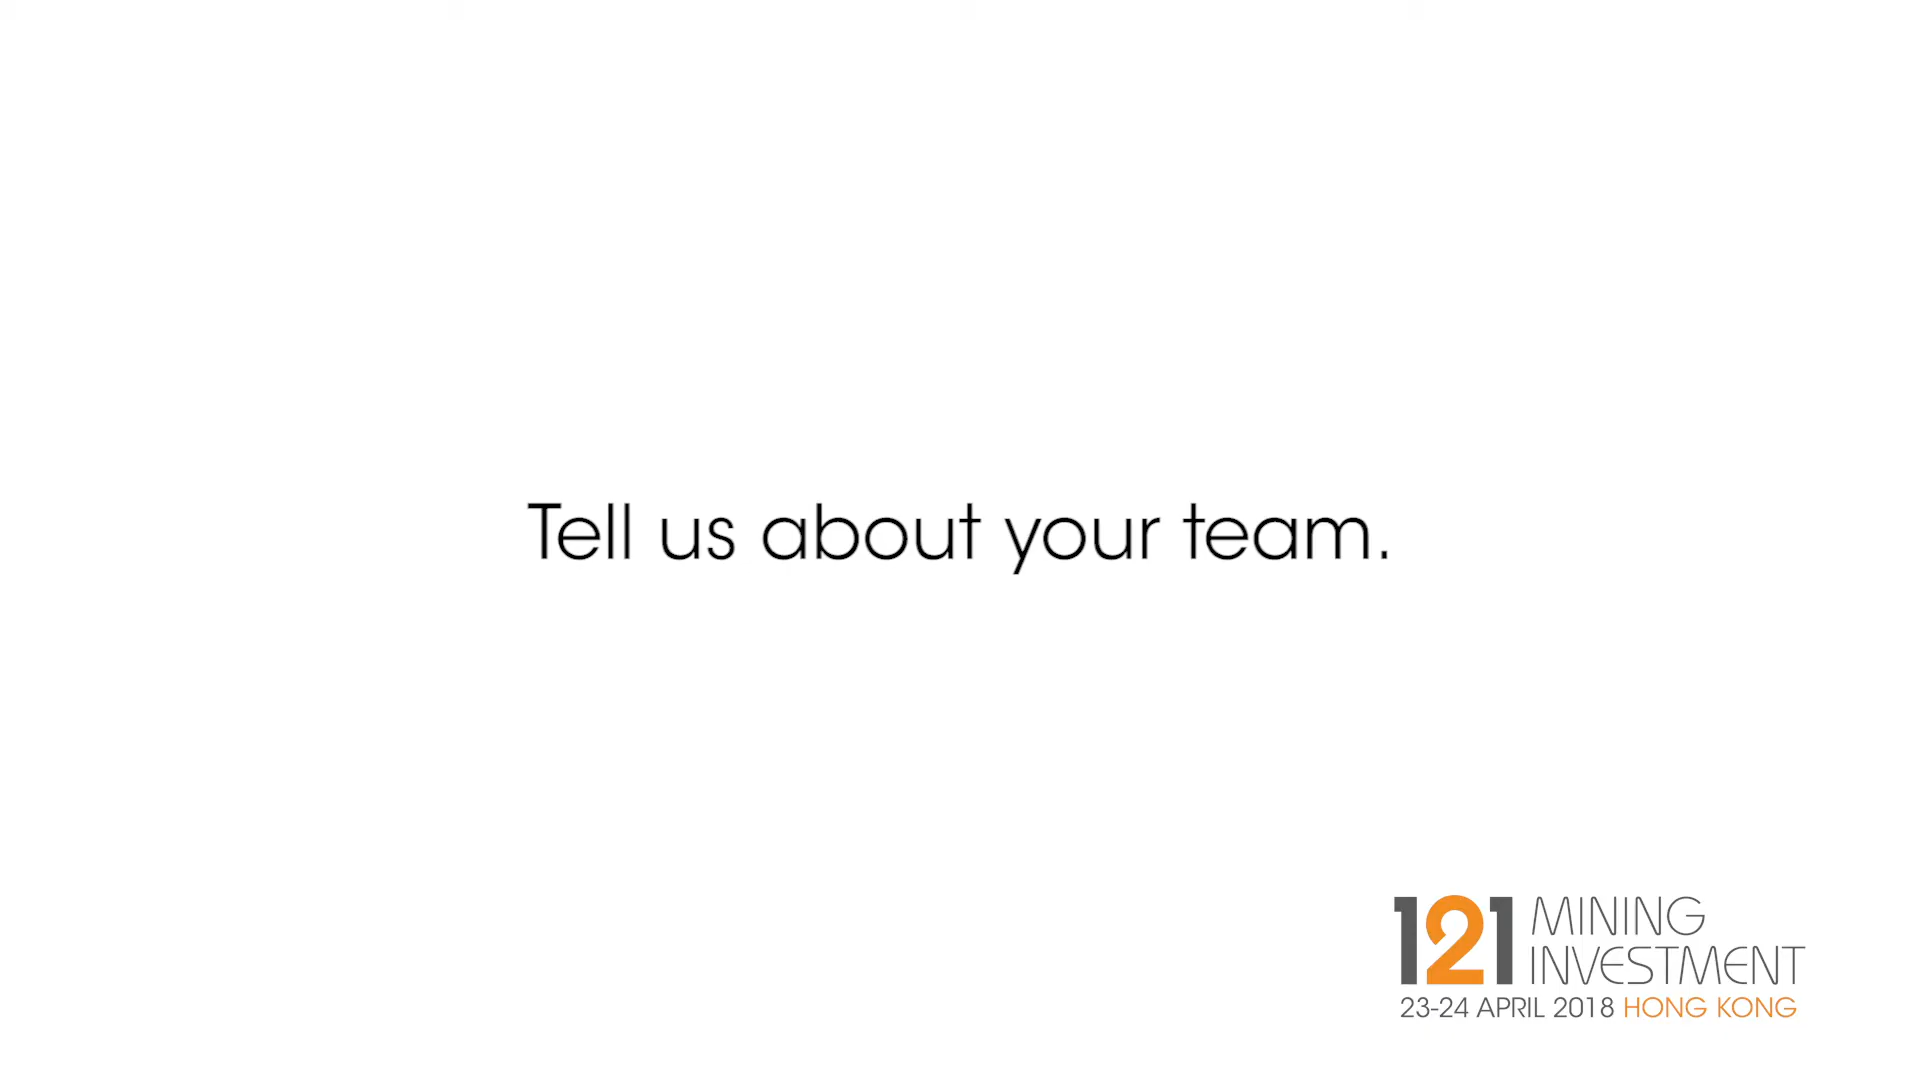 Tell us about your team.
121 MINING
INVESTMENT
23-24 APRIL 2018 HONG KONG